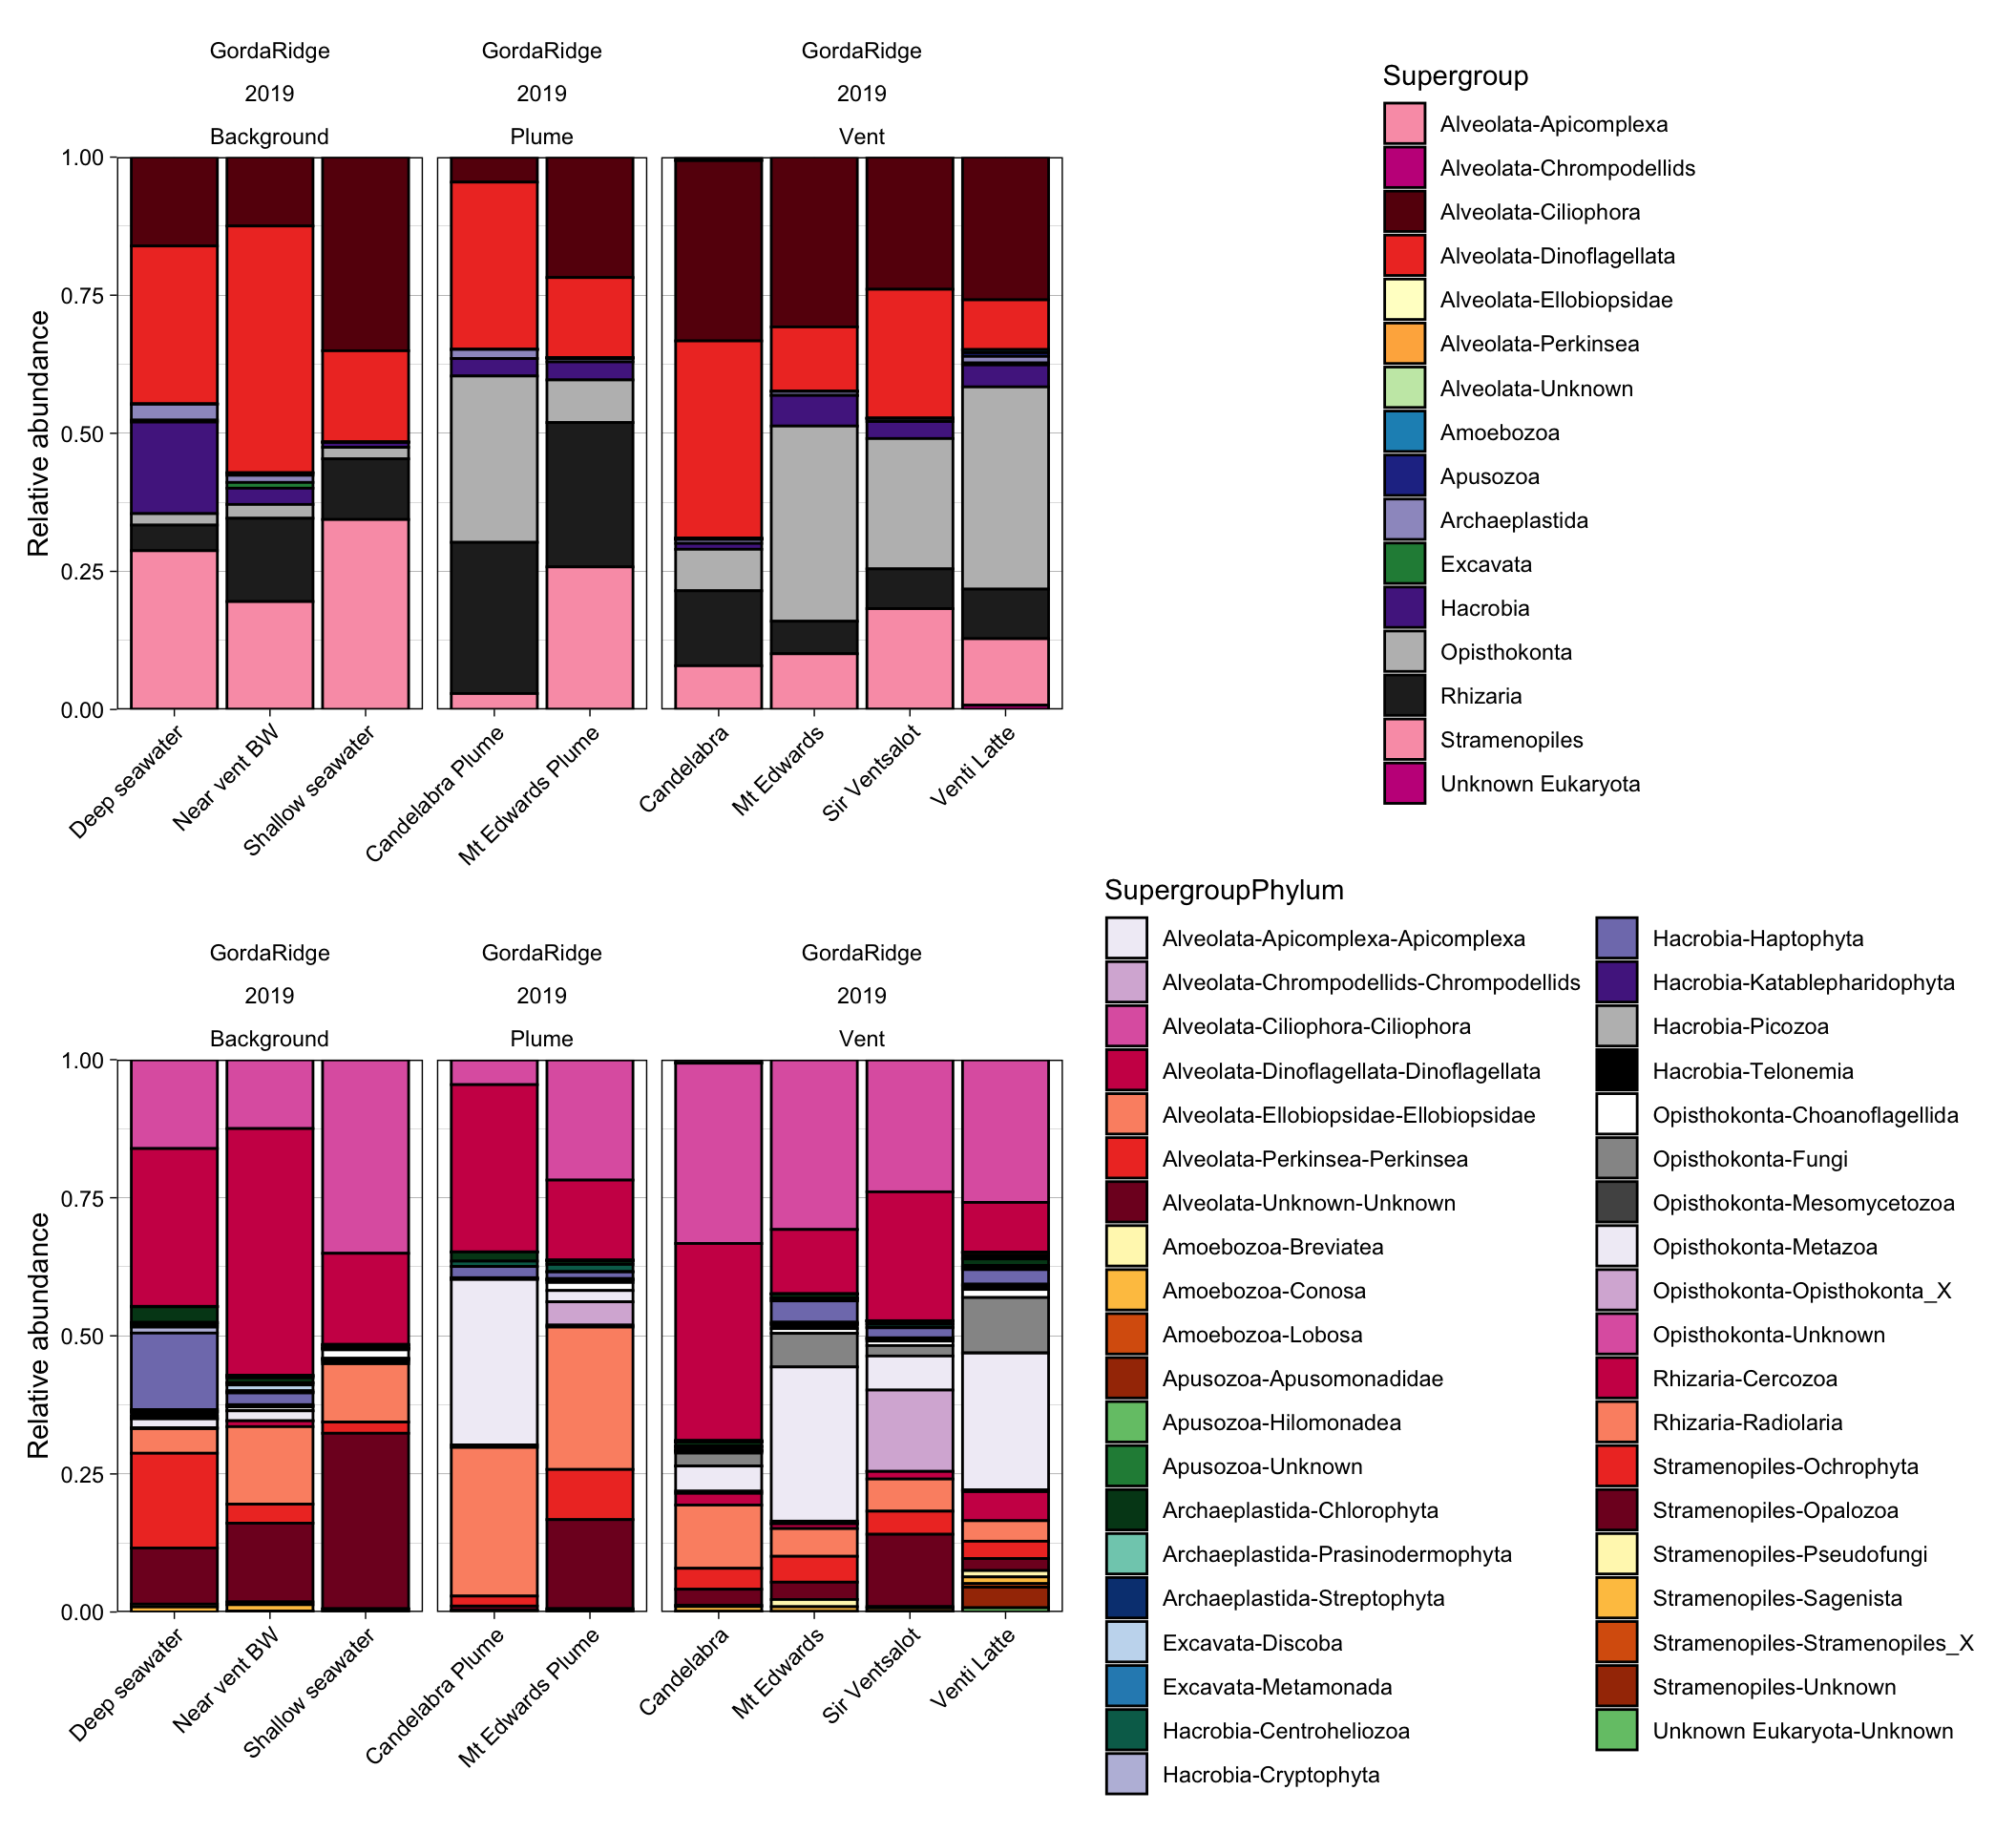 GordaRidge GordaRidge GordaRidge
2019 2019 2019
Background Plume Vent
Relative abundance
1.00
0.75
0.50
0.25
0.00
Deep seawater
Near vent BW
Shallow seawater
Candelabra Plume
Mt Edwards Plume
Candelabra
Mt Edwards
Sir Ventsalot
Venti Latte
Supergroup
Alveolata-Apicomplexa
Alveolata-Chrompodellids
Alveolata-Ciliophora
Alveolata-Dinoflagellata
Alveolata-Ellobiopsidae
Alveolata-Perkinsea
Alveolata-Unknown
Amoebozoa
Apusozoa
Archaeplastida
Excavata
Hacrobia
Opisthokonta
Rhizaria
Stramenopiles
Unknown Eukaryota
GordaRidge GordaRidge GordaRidge
2019 2019 2019
Background Plume Vent
Relative abundance
1.00
0.75
0.50
0.25
0.00
Deep seawater
Near vent BW
Shallow seawater
Candelabra Plume
Mt Edwards Plume
Candelabra
Mt Edwards
Sir Ventsalot
Venti Latte
SupergroupPhylum
Alveolata-Apicomplexa-Apicomplexa
Alveolata-Chrompodellids-Chrompodellids
Alveolata-Ciliophora-Ciliophora
Alveolata-Dinoflagellata-Dinoflagellata
Alveolata-Ellobiopsidae-Ellobiopsidae
Alveolata-Perkinsea-Perkinsea
Alveolata-Unknown-Unknown
Amoebozoa-Breviatea
Amoebozoa-Conosa
Amoebozoa-Lobosa
Apusozoa-Apusomonadidae
Apusozoa-Hilomonadea
Apusozoa-Unknown
Archaeplastida-Chlorophyta
Archaeplastida-Prasinodermophyta
Archaeplastida-Streptophyta
Excavata-Discoba
Excavata-Metamonada
Hacrobia-Centroheliozoa
Hacrobia-Cryptophyta
Hacrobia-Haptophyta
Hacrobia-Katablepharidophyta
Hacrobia-Picozoa
Hacrobia-Telonemia
Opisthokonta-Choanoflagellida
Opisthokonta-Fungi
Opisthokonta-Mesomycetozoa
Opisthokonta-Metazoa
Opisthokonta-Opisthokonta_X
Opisthokonta-Unknown
Rhizaria-Cercozoa
Rhizaria-Radiolaria
Stramenopiles-Ochrophyta
Stramenopiles-Opalozoa
Stramenopiles-Pseudofungi
Stramenopiles-Sagenista
Stramenopiles-Stramenopiles_X
Stramenopiles-Unknown
Unknown Eukaryota-Unknown